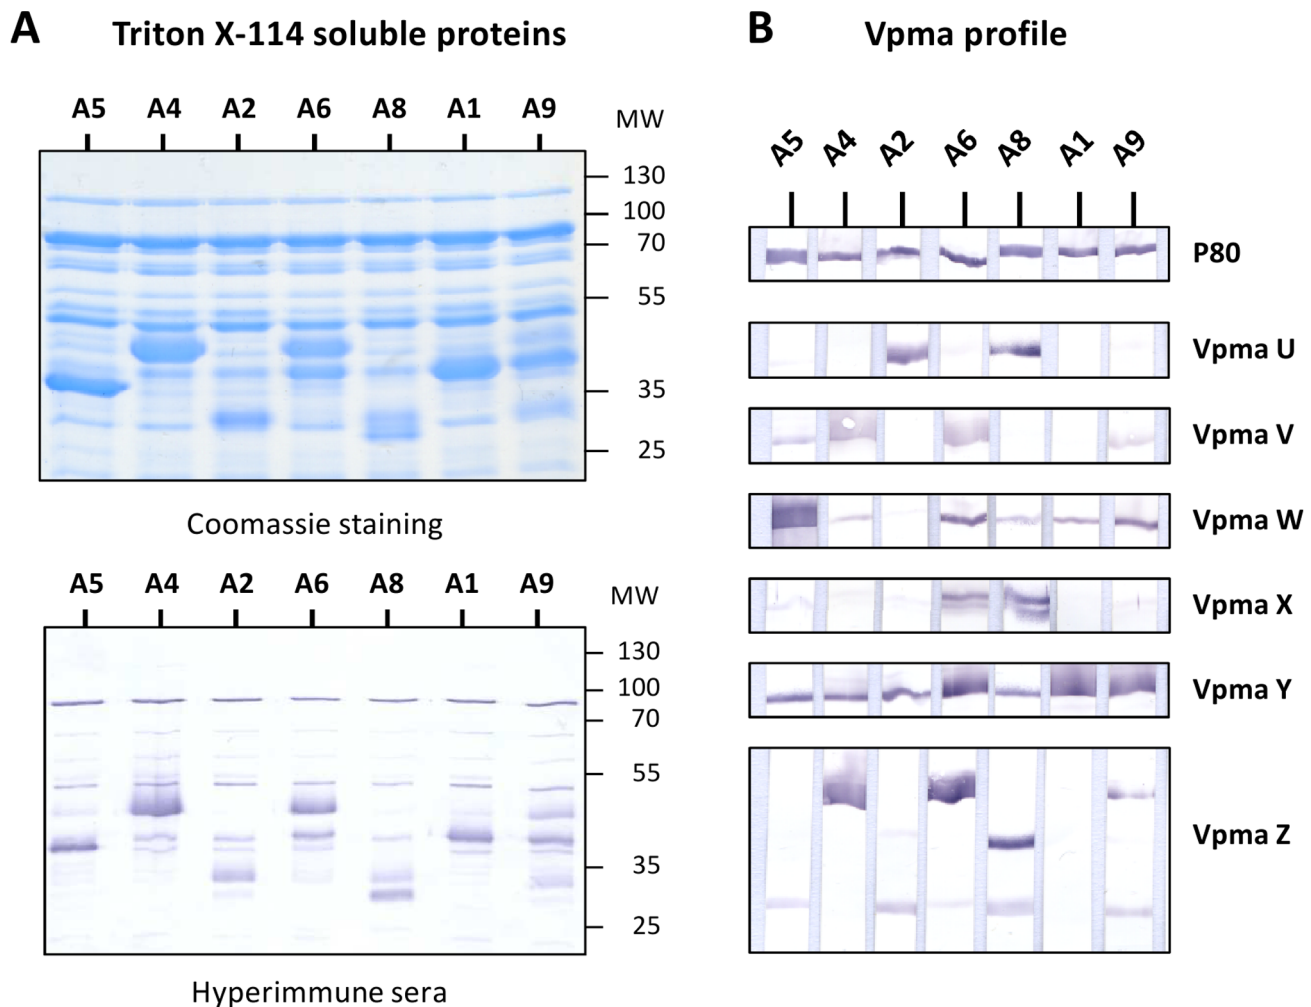 A Triton X-114 soluble proteins
A5 A4 A2 A6 A8 A1 A9
MW
130
100
70
55
35
25
Coomassie staining
A5 A4 A2 A6 A8 A1 A9
MW
130
100
70
55
35
25
Hyperimmune sera
B Vpma profile
A5 A4 A2 A6 A8 A1 A9
P80
Vpma U
Vpma V
Vpma W
Vpma X
Vpma Y
Vpma Z